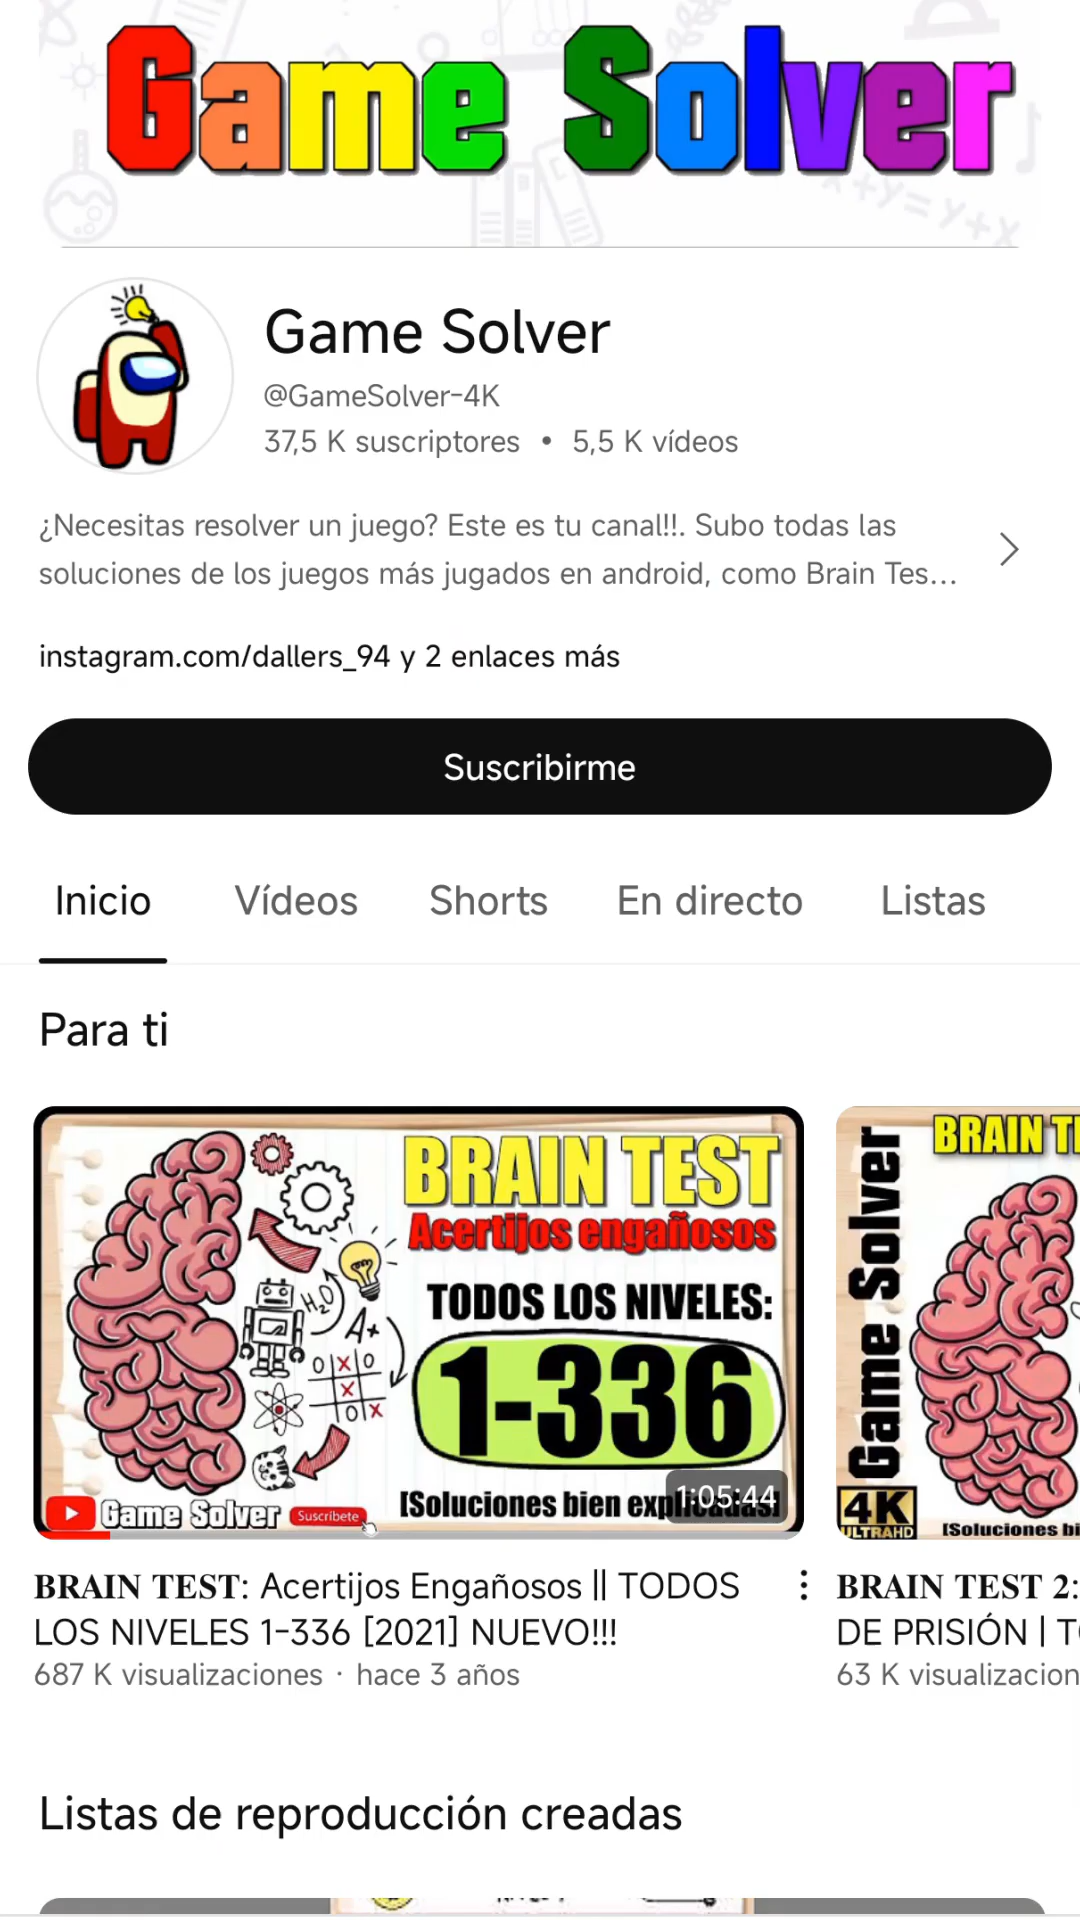 Game Solver
x+y=y+x
Game Solver
@GameSolver-4K
37,5 K suscriptores • 5,5 K vídeos
¿Necesitas resolver un juego? Este es tu canal!!. Subo todas las
soluciones de los juegos más jugados en android, como Brain Tes...
instagram.com/dallers_94 y 2 enlaces más
Suscribirme
Inicio Vídeos Shorts En directo Listas
Para ti
BRAIN TEST
Acertijos engañosos
TODOS LOS NIVELES:
1-336
[Soluciones bien explicadas]
H₂O
A+
O X O
X
O X
Game Solver Suscríbete
1:05:44
BRAIN TEST: Acertijos Engañosos || TODOS
LOS NIVELES 1-336 [2021] NUEVO!!!
687 K visualizaciones · hace 3 años
Game Solver
BRAIN TE
4K
ULTRAHD
[Soluciones bi
BRAIN TEST 2:
DE PRISIÓN | T
63 K visualizacion
Listas de reproducción creadas